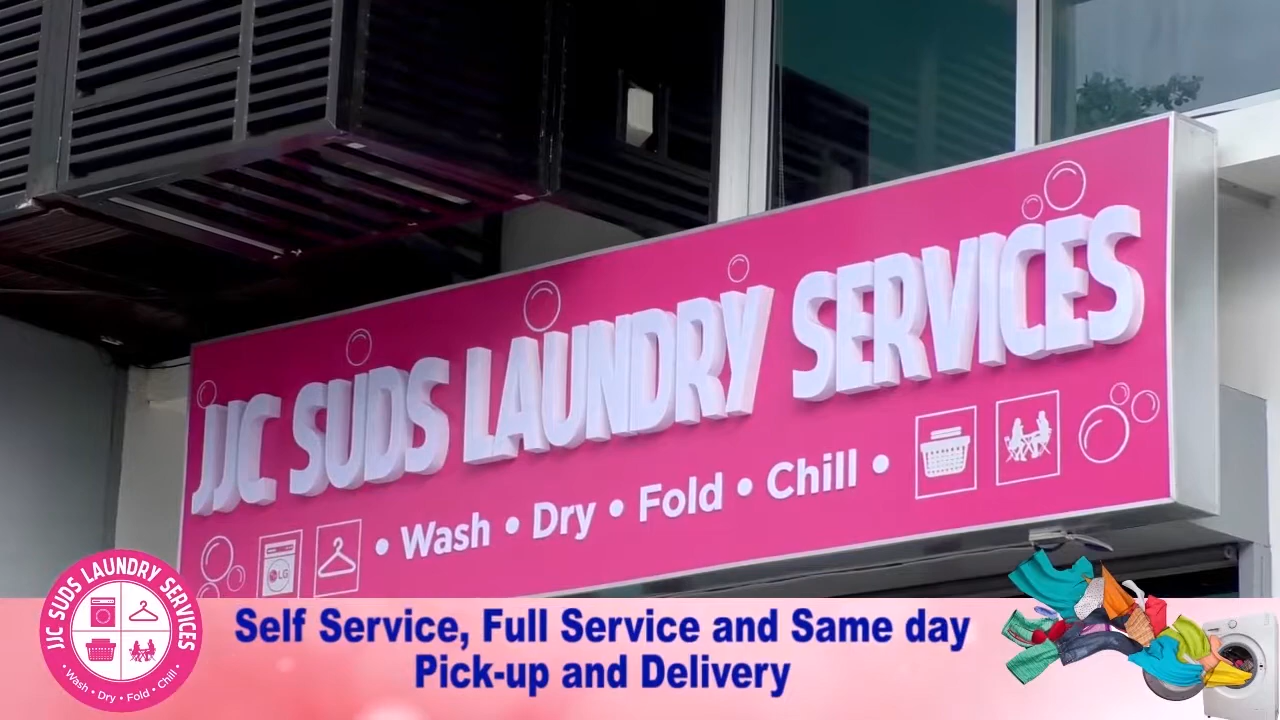 JJC SUDS LAUNDRY SERVICES
• Wash • Dry • Fold • Chill •
LG
JJC SUDS LAUNDRY SERVICES
• Wash • Dry • Fold • Chill •
Self Service, Full Service and Same day
Pick-up and Delivery